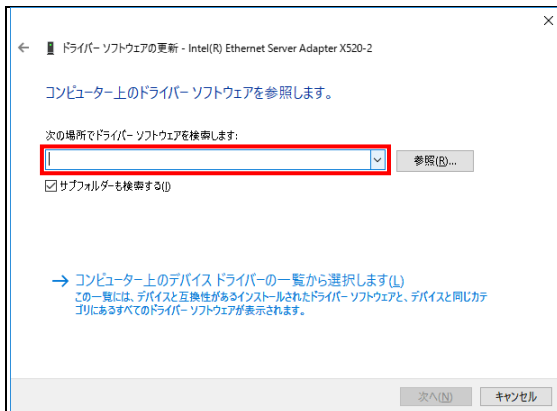 ドライバー ソフトウェアの更新 - Intel(R) Ethernet Server Adapter X520-2
コンピューター上のドライバー ソフトウェアを参照します。
次の場所でドライバー ソフトウェアを検索します:
参照(R)...
サブフォルダーも検索する(I)
→ コンピューター上のデバイス ドライバーの一覧から選択します(L)
この一覧には、デバイスと互換性があるインストールされたドライバー ソフトウェアと、デバイスと同じカテ
ゴリにあるすべてのドライバー ソフトウェアが表示されます。
次へ(N)
キャンセル